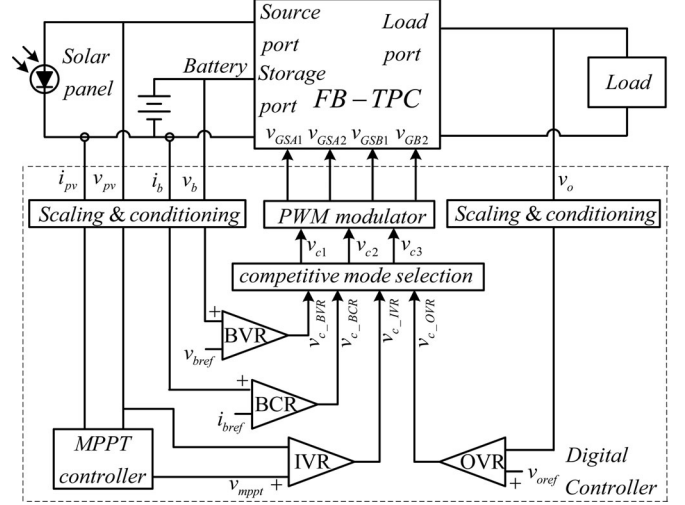 Source port
Load port
Solar panel
Battery
Storage port
FB-TPC
Load
v_GSA1 v_GSA2 v_GSB1 v_GB2
i_pv v_pv i_b v_b
v_o
Scaling & conditioning
PWM modulator
Scaling & conditioning
v_c1 v_c2 v_c3
competitive mode selection
v_c_BVR v_c_BCR v_c_IVR v_c_OVR
+
BVR
v_bref
+
BCR
i_bref
MPPT controller
IVR
v_mppt +
OVR
+ v_oref
Digital Controller